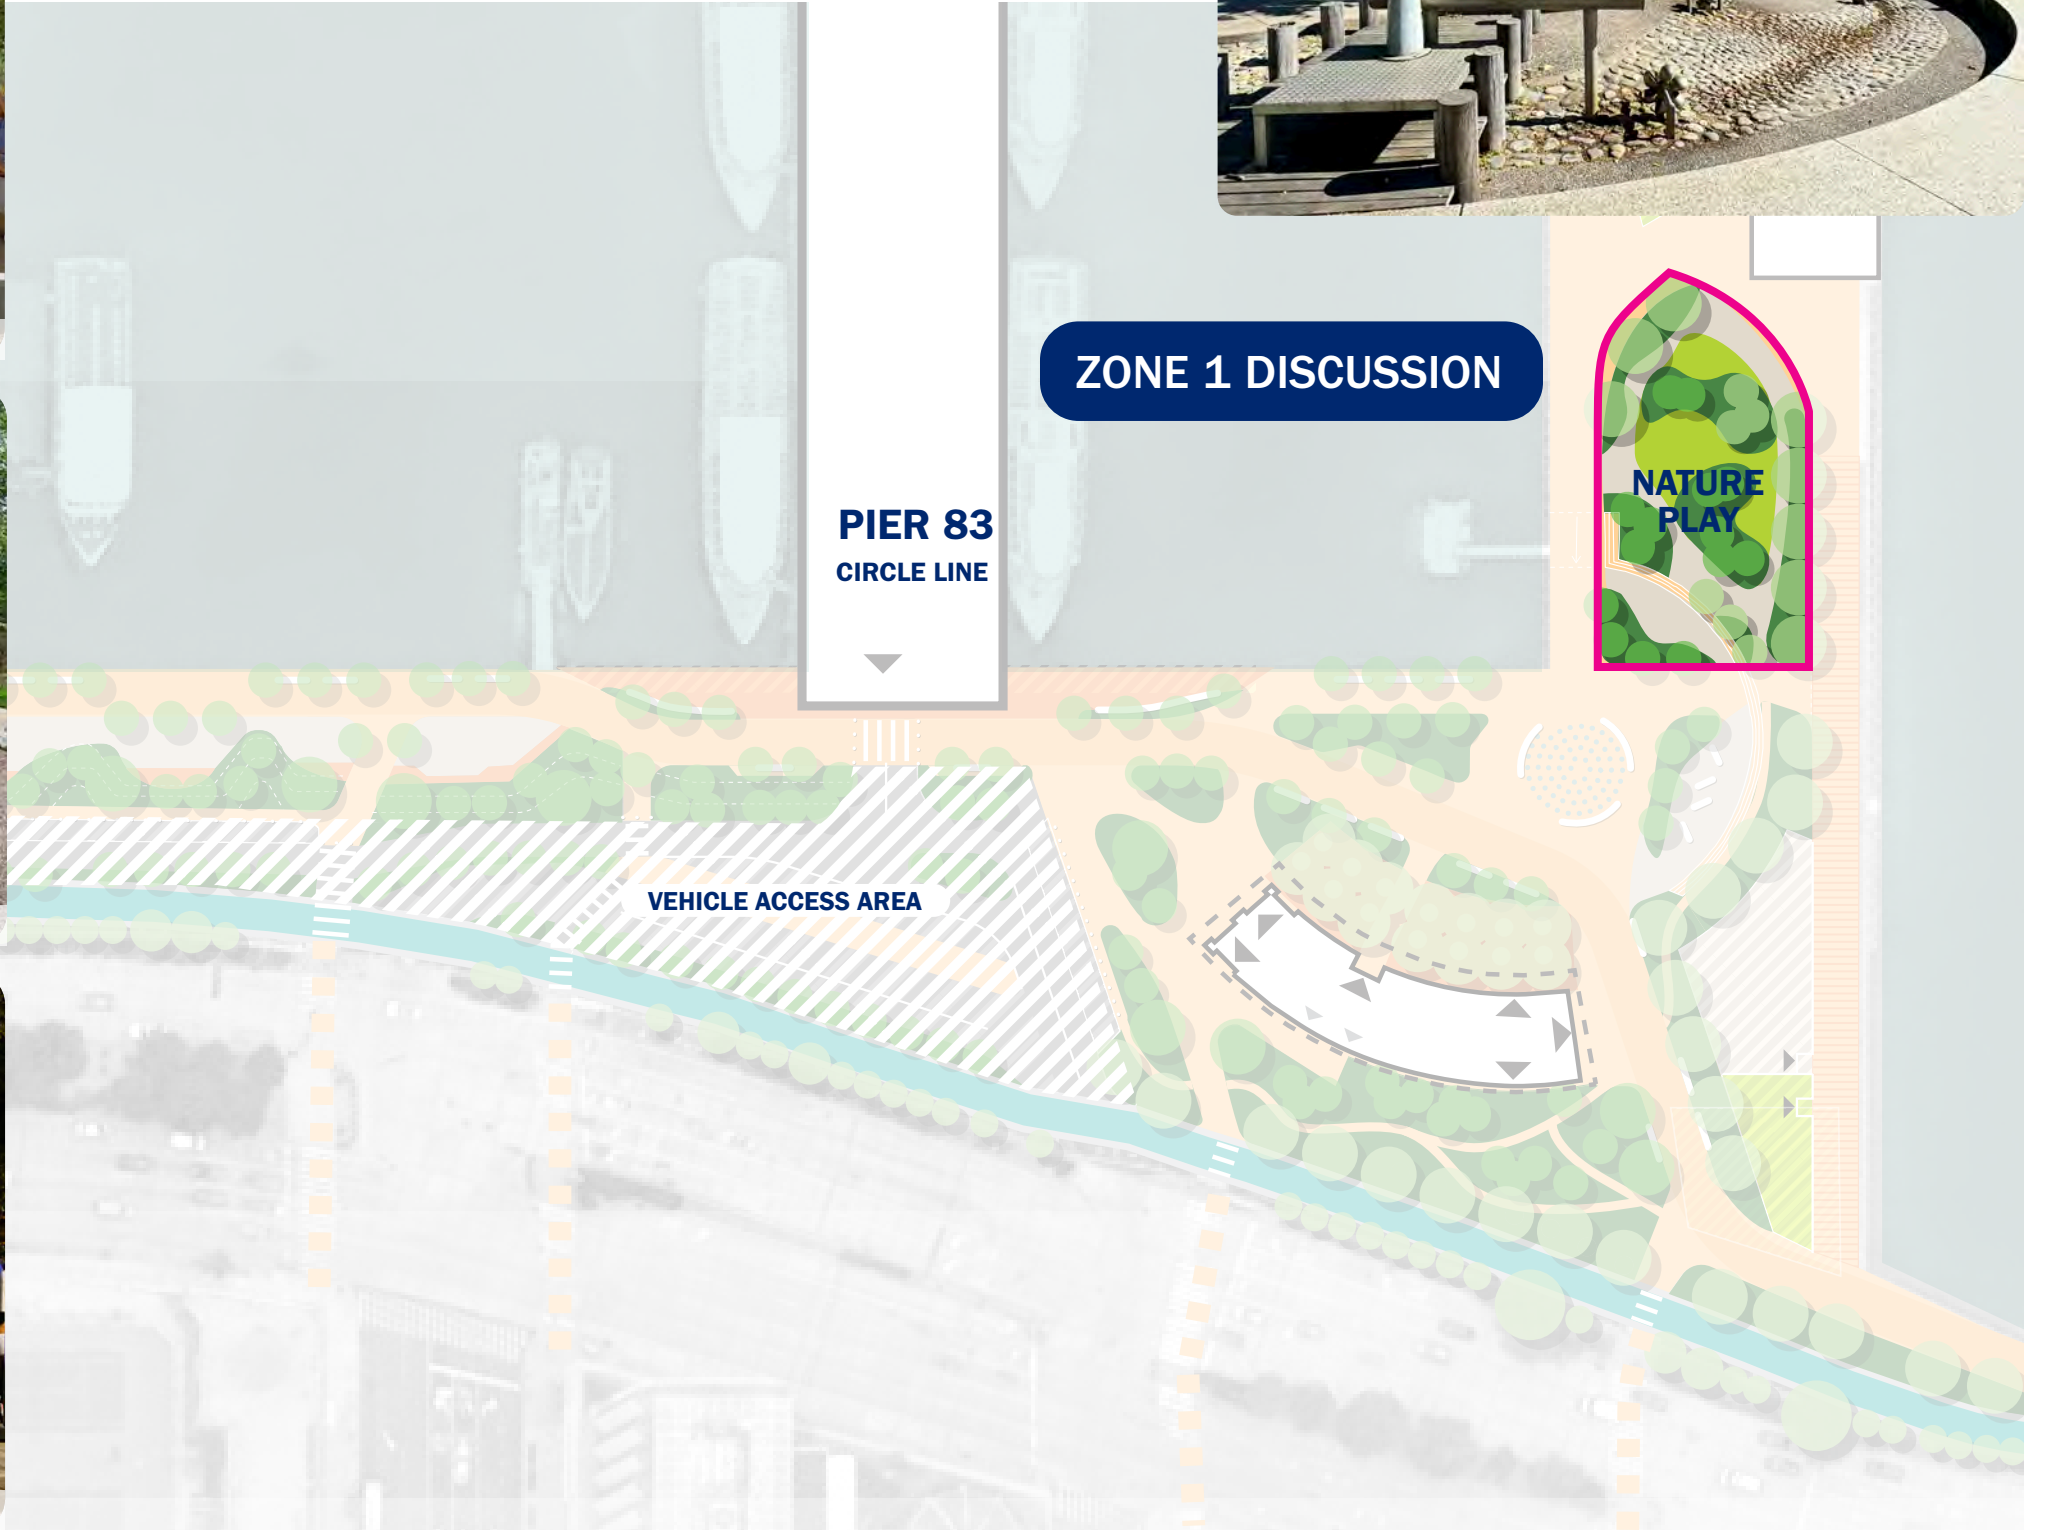 ZONE 1 DISCUSSION
NATURE
PLAY
PIER 83
CIRCLE LINE
VEHICLE ACCESS AREA